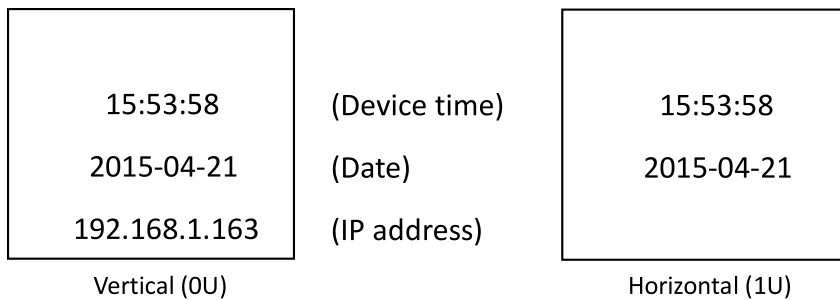 15:53:58 (Device time) 15:53:58
2015-04-21 (Date) 2015-04-21
192.168.1.163 (IP address)
Vertical (0U) Horizontal (1U)